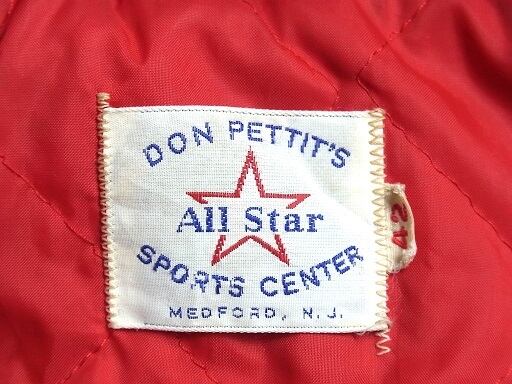 DON PETTIT'S
All Star
SPORTS CENTER
MEDFORD, N.J.
42